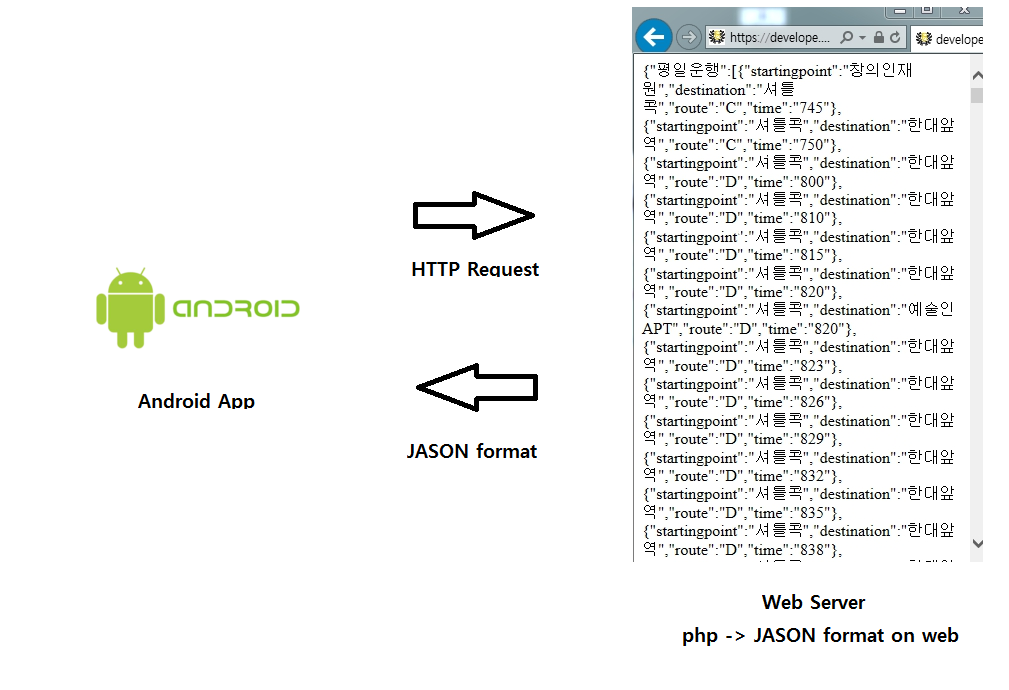 https://develope....
develope
{"평일운행":[{"startingpoint":"창의인재
원","destination":"셔틀
콕","route":"C","time":"745"},
{"startingpoint":"셔틀콕","destination":"한대앞
역","route":"C","time":"750"},
{"startingpoint":"셔틀콕","destination":"한대앞
역","route":"D","time":"800"},
{"startingpoint":"셔틀콕","destination":"한대앞
역","route":"D","time":"810"},
{"startingpoint":"셔틀콕","destination":"한대앞
역","route":"D","time":"815"},
{"startingpoint":"셔틀콕","destination":"한대앞
역","route":"D","time":"820"},
{"startingpoint":"셔틀콕","destination":"예술인
APT","route":"D","time":"820"},
{"startingpoint":"셔틀콕","destination":"한대앞
역","route":"D","time":"823"},
{"startingpoint":"셔틀콕","destination":"한대앞
역","route":"D","time":"826"},
{"startingpoint":"셔틀콕","destination":"한대앞
역","route":"D","time":"829"},
{"startingpoint":"셔틀콕","destination":"한대앞
역","route":"D","time":"832"},
{"startingpoint":"셔틀콕","destination":"한대앞
역","route":"D","time":"835"},
{"startingpoint":"셔틀콕","destination":"한대앞
역","route":"D","time":"838"},
HTTP Request
ANDROID
Android App
JASON format
Web Server
php -> JASON format on web